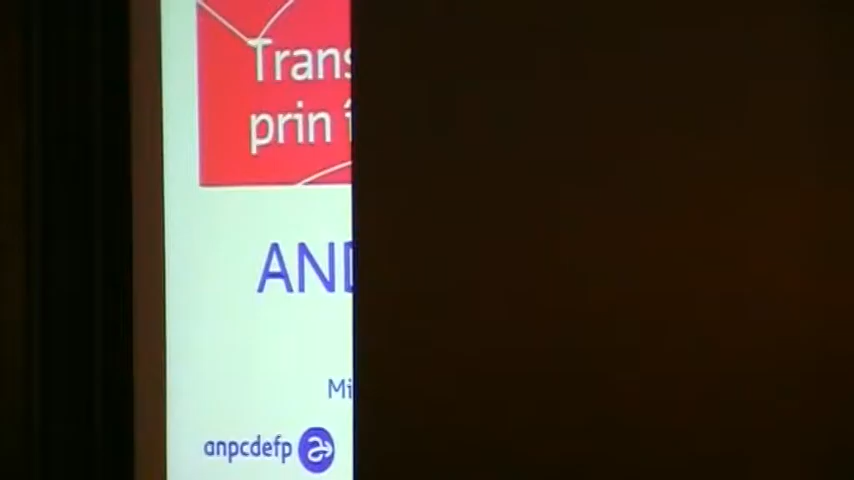 Trans
prin î
AND
Mi
anpcdefp